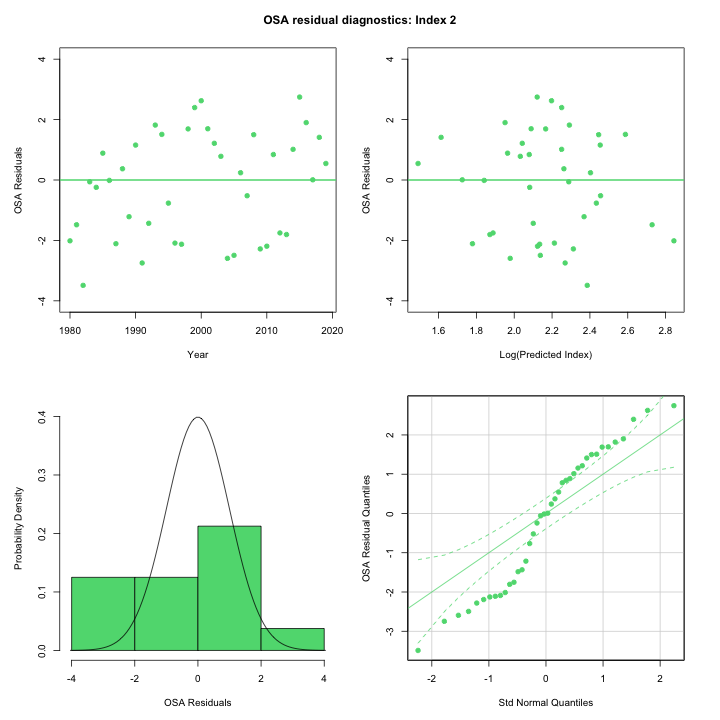 OSA residual diagnostics: Index 2
OSA Residuals
4
2
0
-2
-4
1980 1990 2000 2010 2020
Year
OSA Residuals
4
2
0
-2
-4
1.6 1.8 2.0 2.2 2.4 2.6 2.8
Log(Predicted Index)
Probability Density
0.4
0.3
0.2
0.1
0.0
-4 -2 0 2 4
OSA Residuals
OSA Residual Quantiles
2
1
0
-1
-2
-3
-2 -1 0 1 2
Std Normal Quantiles